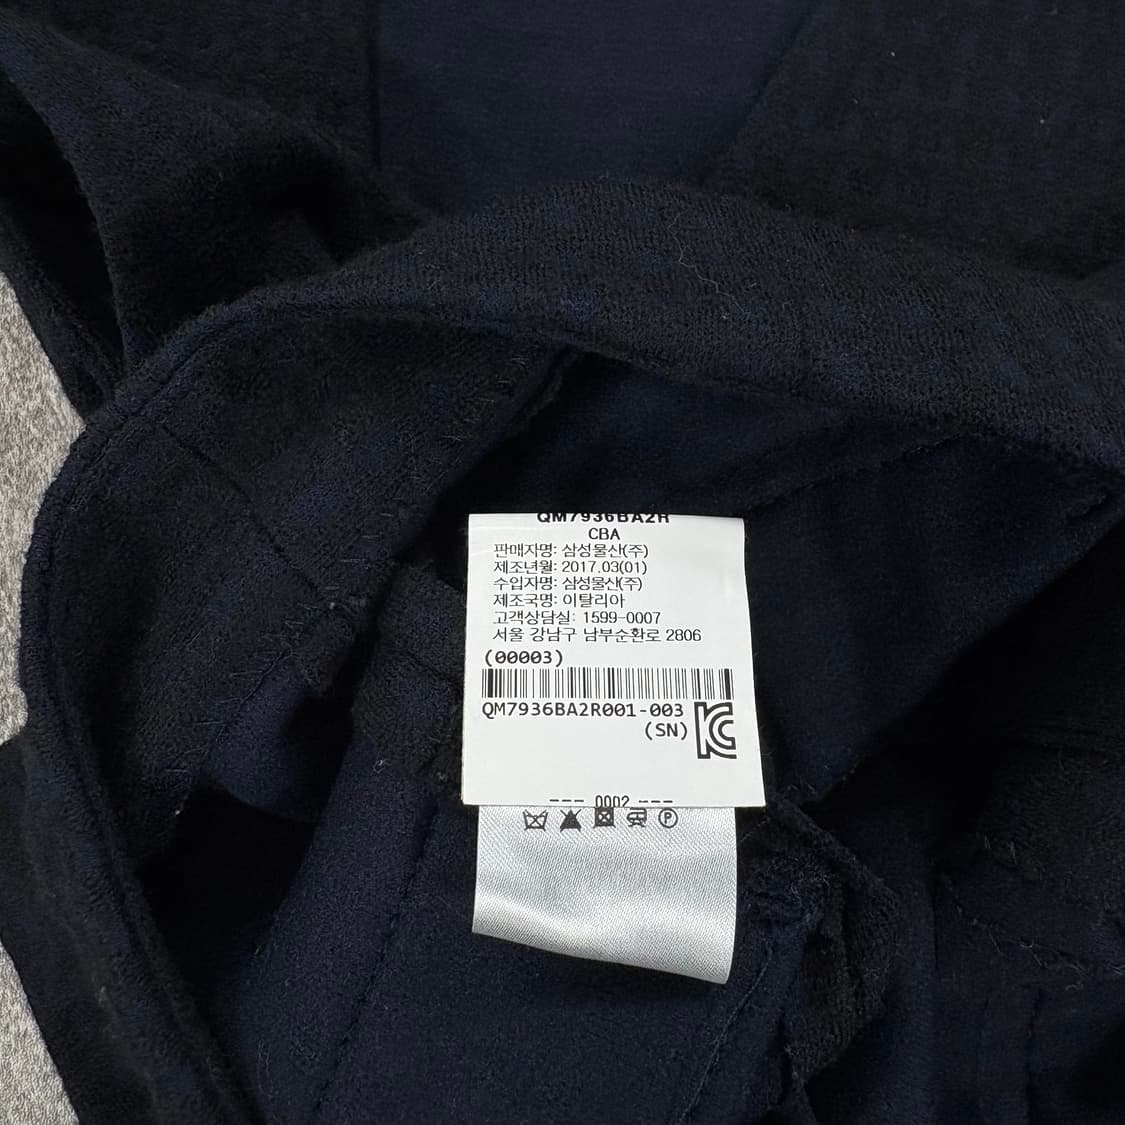 QM7936BA2R
CBA
판매자명: 삼성물산(주)
제조년월: 2017.03(01)
수입자명: 삼성물산(주)
제조국명: 이탈리아
고객상담실: 1599-0007
서울 강남구 남부순환로 2806
(00003)
QM7936BA2R001-003
(SN)
--- 0002 ---
P